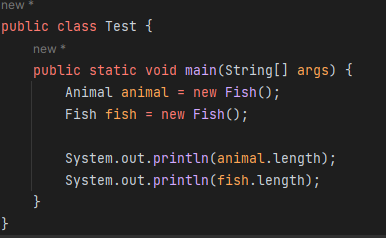 new *
public class Test {
new *
public static void main(String[] args) {
Animal animal = new Fish();
Fish fish = new Fish();
System.out.println(animal.length);
System.out.println(fish.length);
}
}